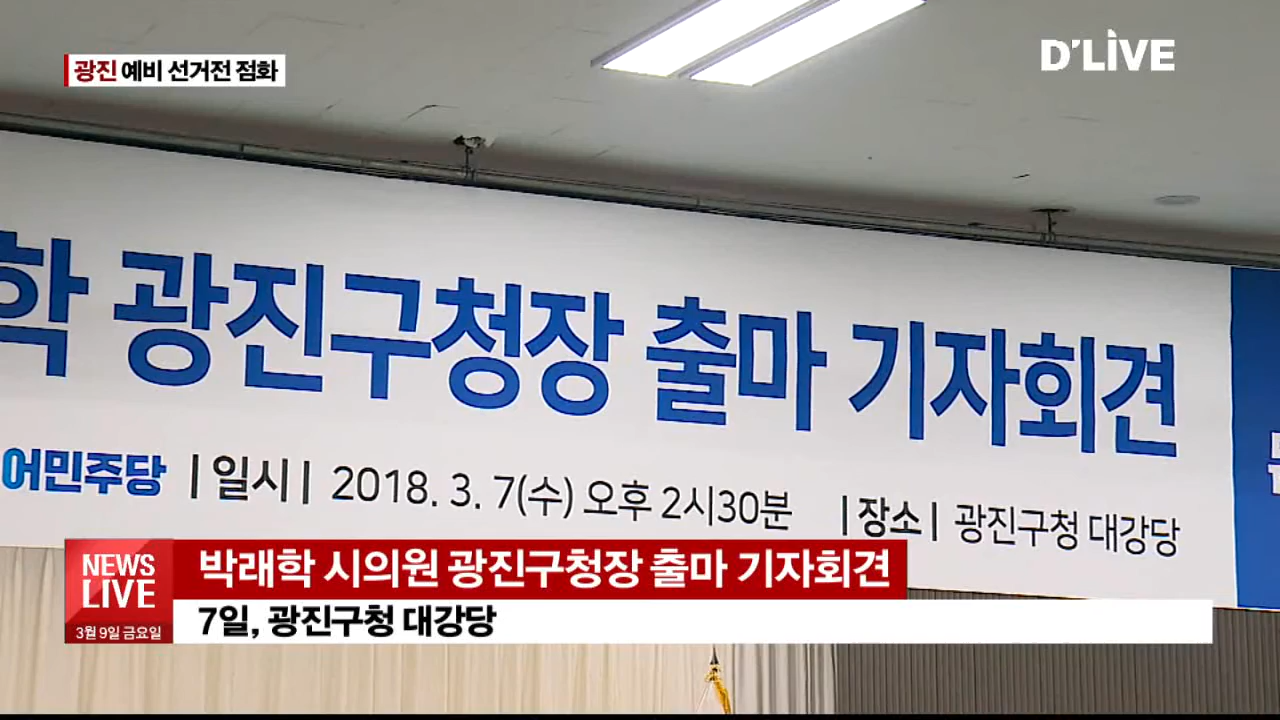 광진 예비 선거전 점화
D'LIVE
학 광진구청장 출마 기자회견
어민주당 | 일시 | 2018. 3. 7(수) 오후 2시30분 | 장소 | 광진구청 대강당
NEWS
LIVE
3월 9일 금요일
박래학 시의원 광진구청장 출마 기자회견
7일, 광진구청 대강당